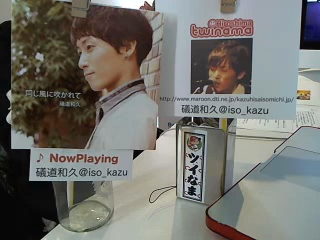 同じ風に吹かれて
礒道和久
♪ NowPlaying
礒道和久@iso_kazu
twinama
http://www.maroon.dti.ne.jp/kazuhisaisomichi/
礒道和久@iso_kazu
ツイなま